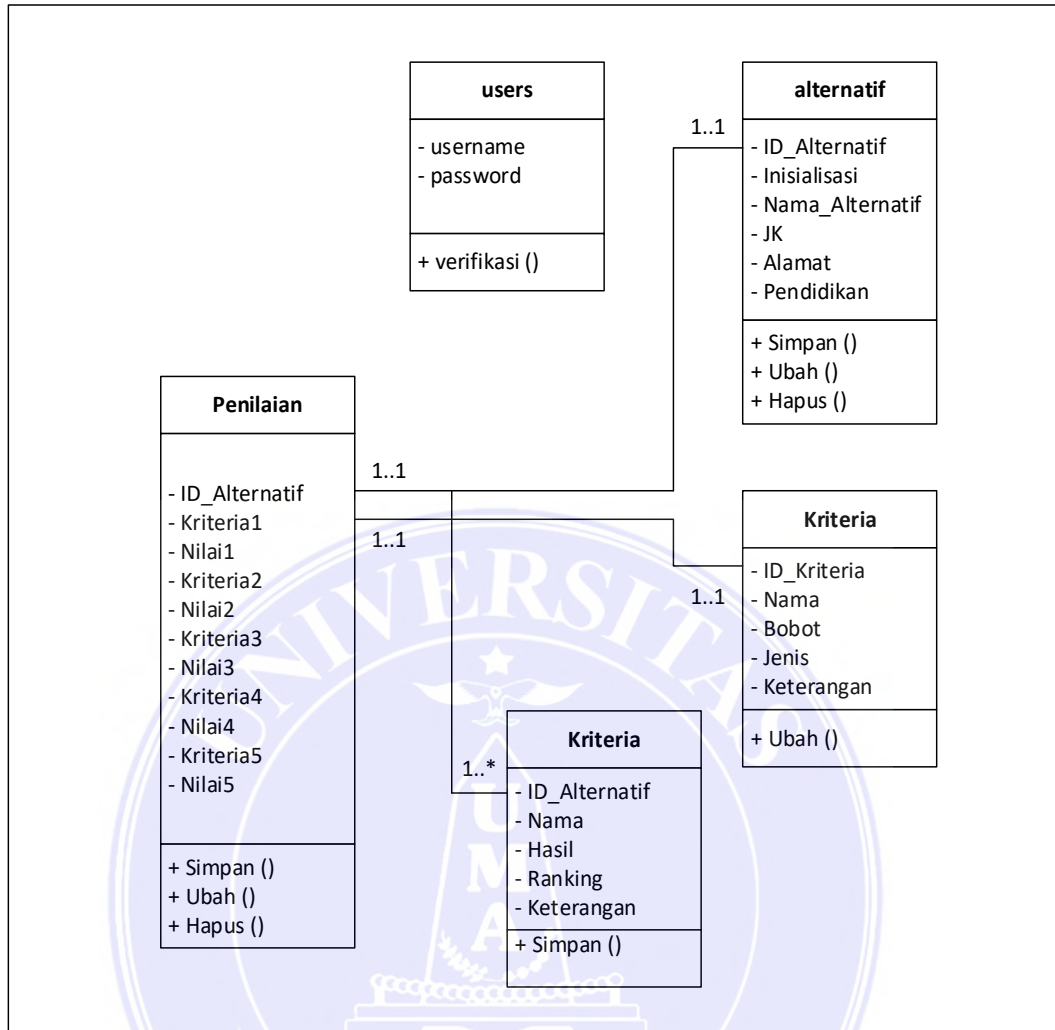 users
- username
- password
+ verifikasi ()
alternatif
1..1
- ID_Alternatif
- Inisialisasi
- Nama_Alternatif
- JK
- Alamat
- Pendidikan
+ Simpan ()
+ Ubah ()
+ Hapus ()
Penilaian
- ID_Alternatif
- Kriteria1
- Nilai1
- Kriteria2
- Nilai2
- Kriteria3
- Nilai3
- Kriteria4
- Nilai4
- Kriteria5
- Nilai5
+ Simpan ()
+ Ubah ()
+ Hapus ()
1..1
1..1
Kriteria
1..1
- ID_Kriteria
- Nama
- Bobot
- Jenis
- Keterangan
+ Ubah ()
Kriteria
1..*
- ID_Alternatif
- Nama
- Hasil
- Ranking
- Keterangan
+ Simpan ()
UNIVERSITAS
UMA